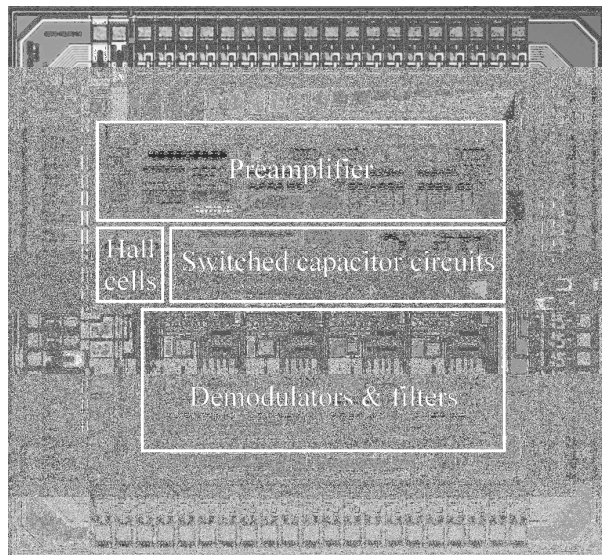 Preamplifier
Hall
cells
Switched capacitor circuits
Demodulators & filters